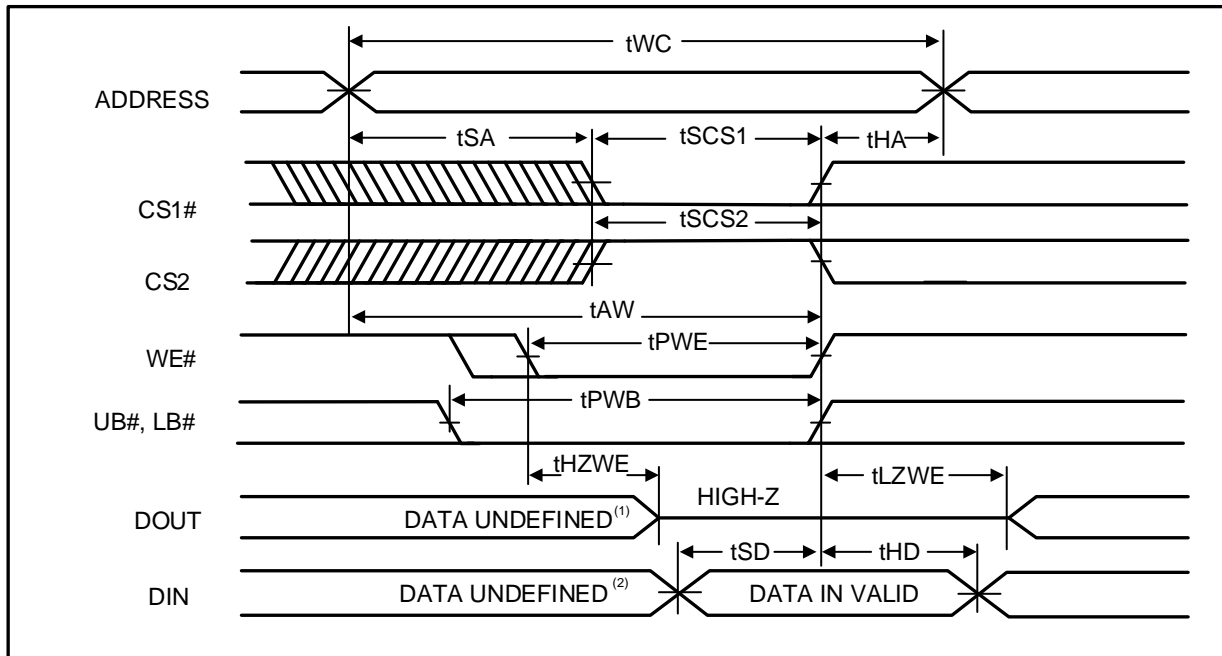 tWC
ADDRESS
tSA
tSCS1
tHA
CS1#
tSCS2
CS2
tAW
WE#
tPWE
UB#, LB#
tPWB
tHZWE
tLZWE
DOUT
DATA UNDEFINED(1)
HIGH-Z
tSD
tHD
DIN
DATA UNDEFINED(2)
DATA IN VALID